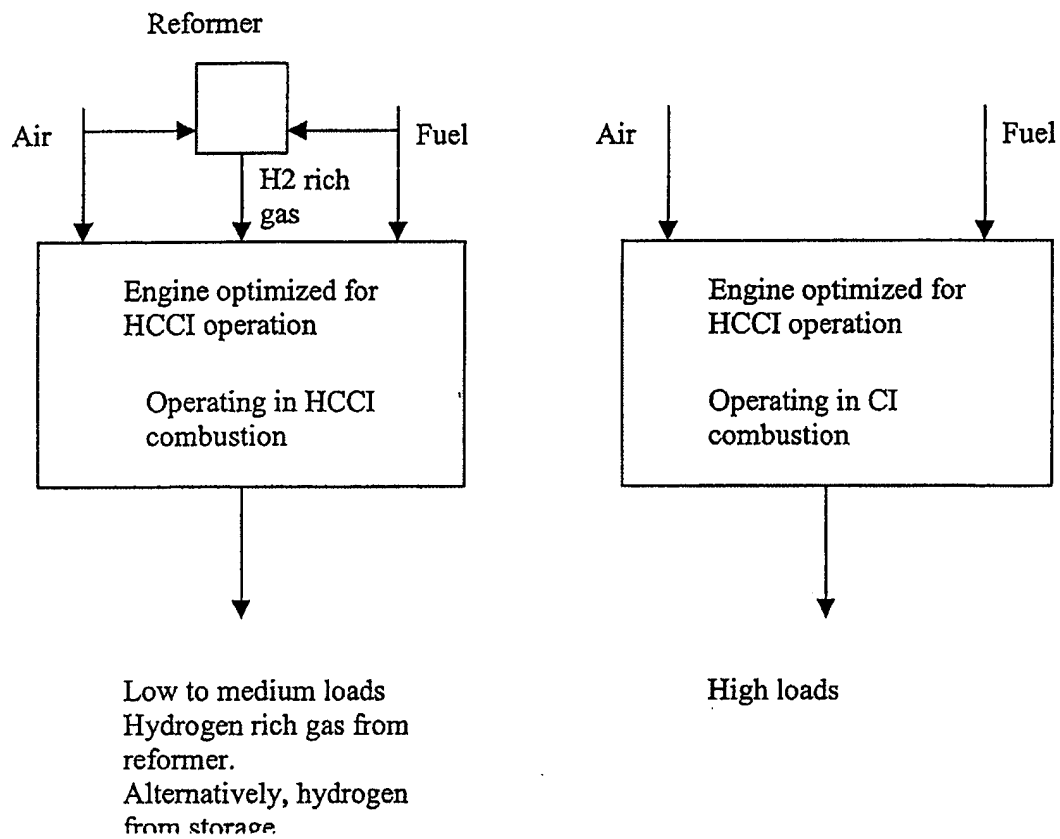 Reformer
Air
Fuel
H2 rich
gas
Engine optimized for
HCCI operation
Operating in HCCI
combustion
Low to medium loads
Hydrogen rich gas from
reformer.
Alternatively, hydrogen
from storage
Air
Fuel
Engine optimized for
HCCI operation
Operating in CI
combustion
High loads